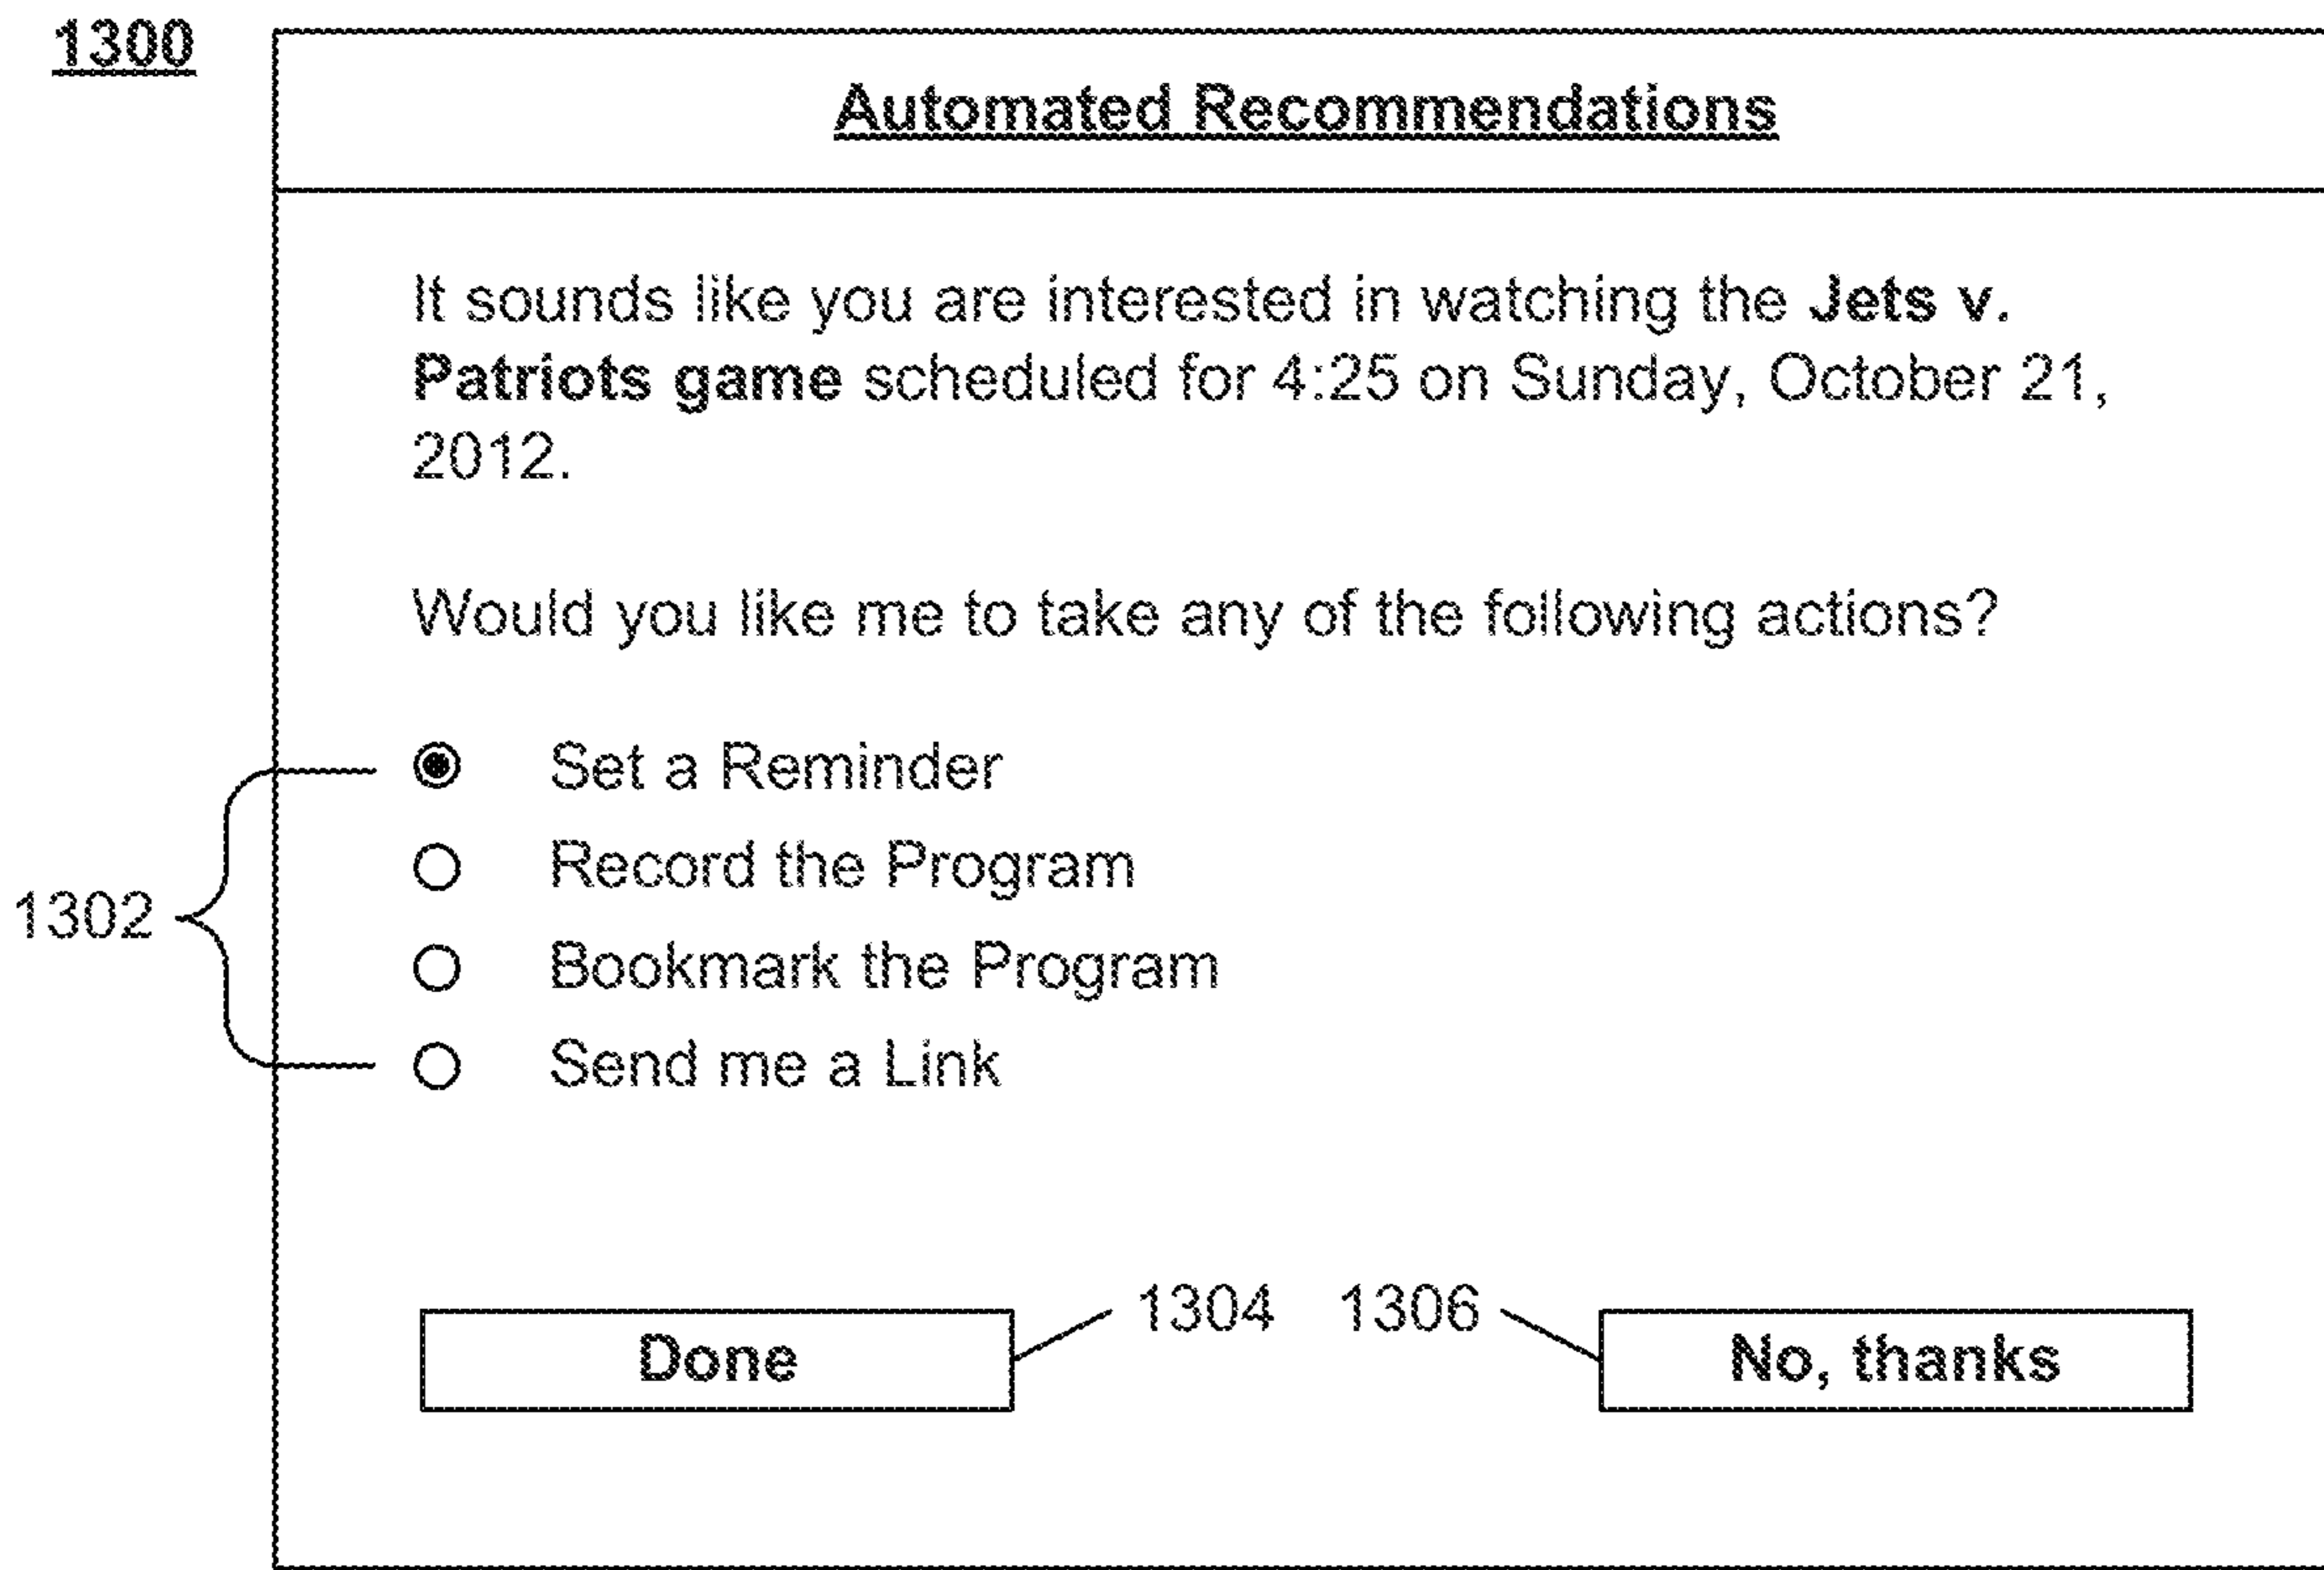 1300
Automated Recommendations
It sounds like you are interested in watching the Jets v.
Patriots game scheduled for 4:25 on Sunday, October 21,
2012.
Would you like me to take any of the following actions?
Set a Reminder
Record the Program
1302
Bookmark the Program
Send me a Link
Done 1304 1306 No, thanks